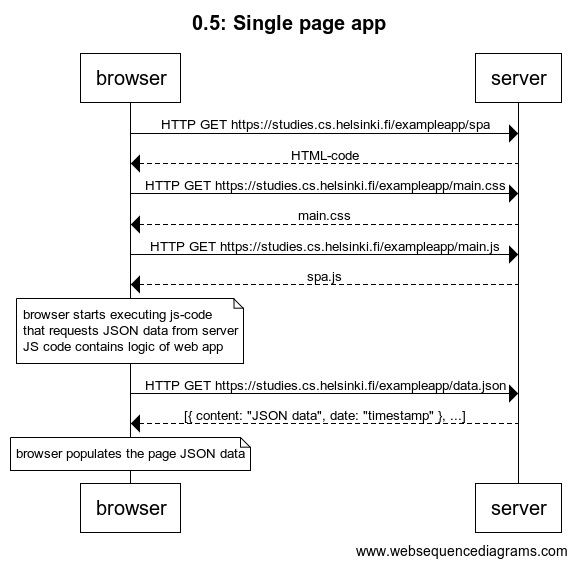 0.5: Single page app
browser
server
HTTP GET https://studies.cs.helsinki.fi/exampleapp/spa
HTML-code
HTTP GET https://studies.cs.helsinki.fi/exampleapp/main.css
main.css
HTTP GET https://studies.cs.helsinki.fi/exampleapp/main.js
spa.js
browser starts executing js-code
that requests JSON data from server
JS code contains logic of web app
HTTP GET https://studies.cs.helsinki.fi/exampleapp/data.json
[{ content: "JSON data", date: "timestamp" }, ...]
browser populates the page JSON data
browser
server
www.websequencediagrams.com